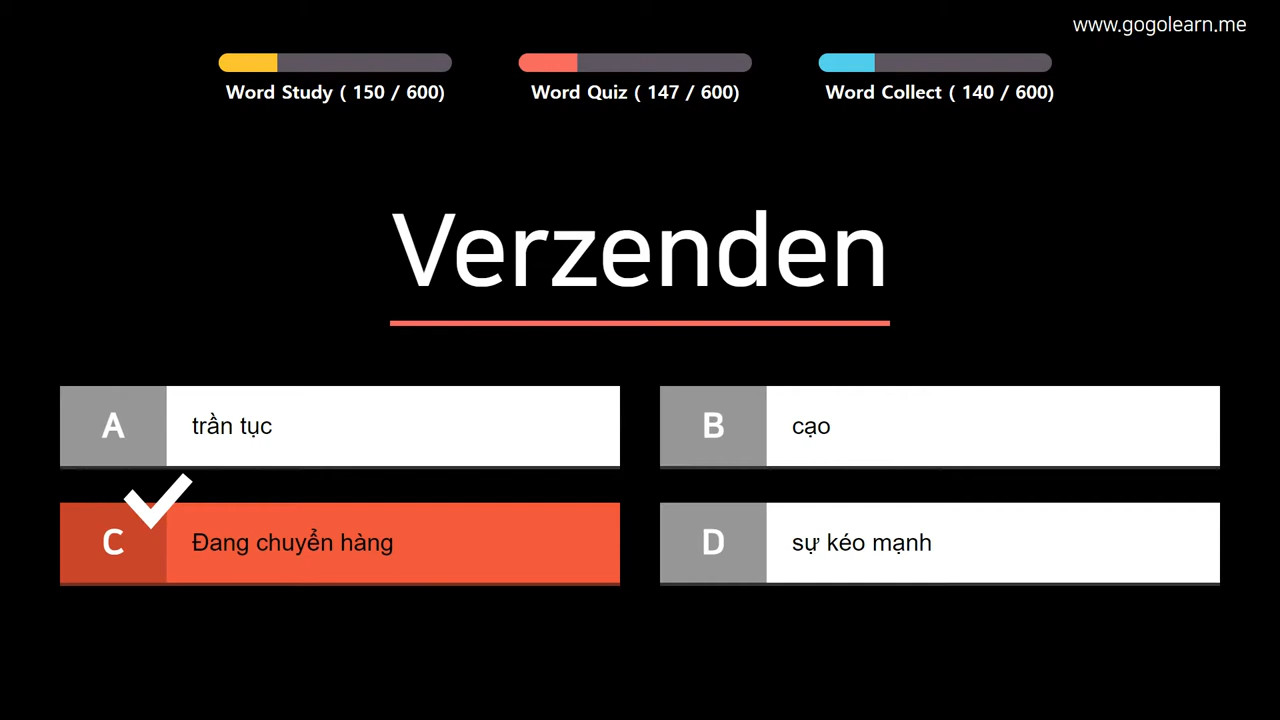 www.gogolearn.me
Word Study ( 150 / 600)
Word Quiz ( 147 / 600)
Word Collect ( 140 / 600)
Verzenden
A trần tục
B cạo
C Đang chuyển hàng
D sự kéo mạnh